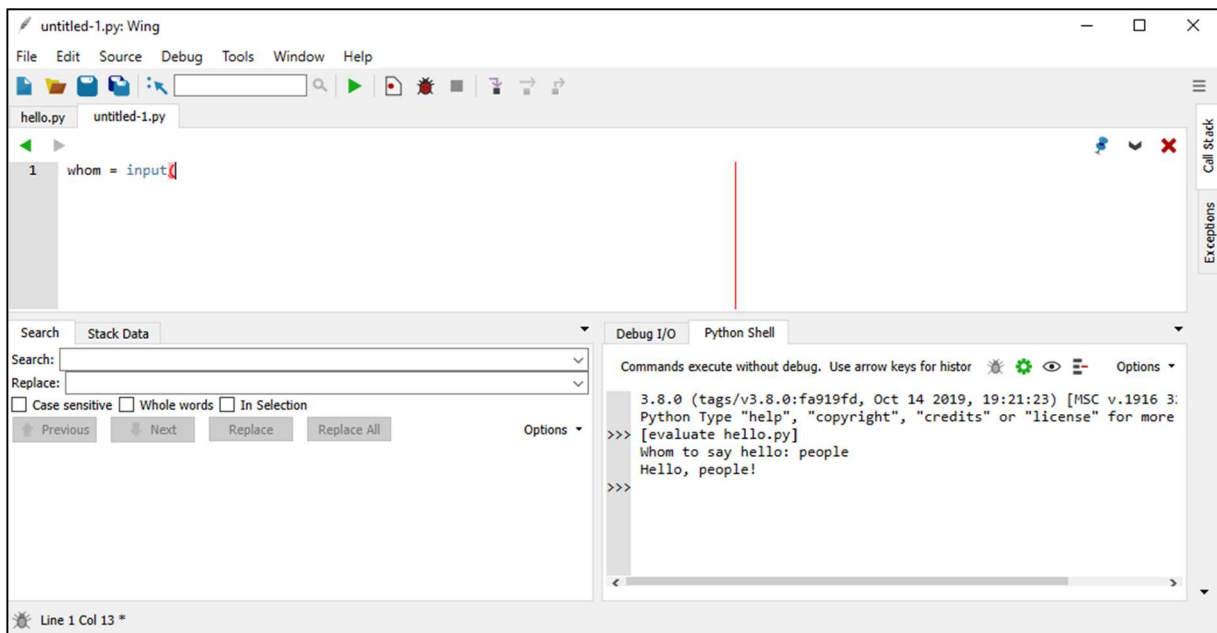 untitled-1.py: Wing
File Edit Source Debug Tools Window Help
hello.py untitled-1.py
1 whom = input(
Call Stack
Exceptions
Search Stack Data
Search:
Replace:
Case sensitive Whole words In Selection
Previous Next Replace Replace All Options
Debug I/O Python Shell
Commands execute without debug. Use arrow keys for histor Options
3.8.0 (tags/v3.8.0:fa919fd, Oct 14 2019, 19:21:23) [MSC v.1916 3
Python Type "help", "copyright", "credits" or "license" for more
>>> [evaluate hello.py]
Whom to say hello: people
Hello, people!
>>>
Line 1 Col 13 *